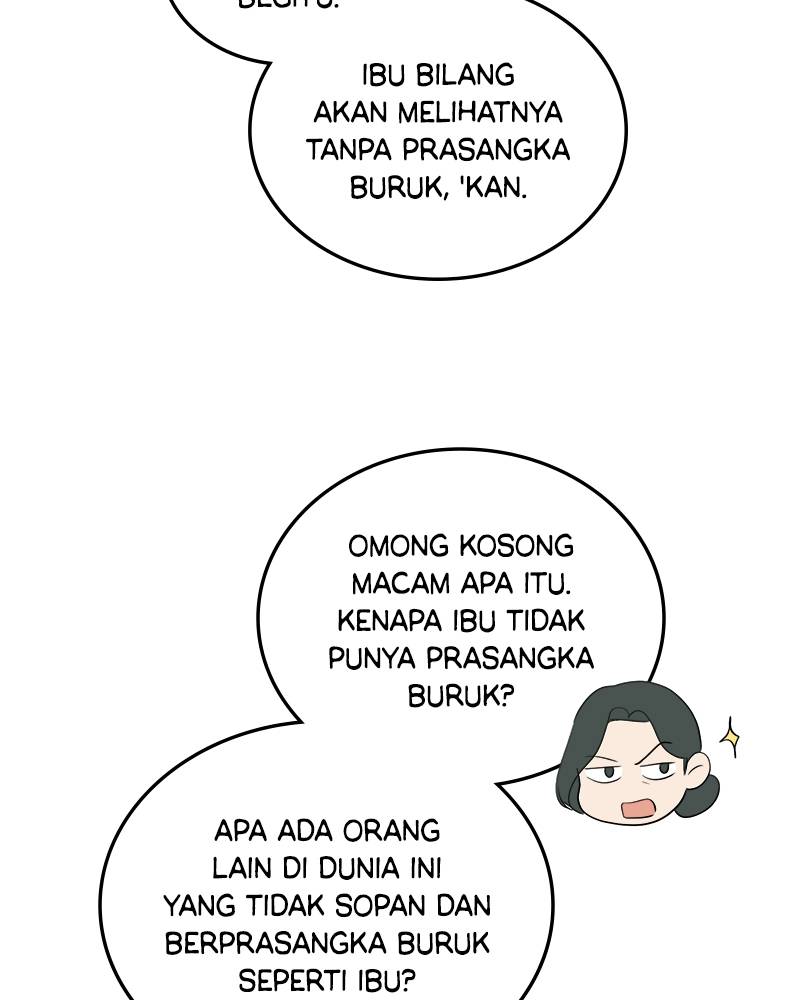 BEGITU.
IBU BILANG
AKAN MELIHATNYA
TANPA PRASANGKA
BURUK, 'KAN.
OMONG KOSONG
MACAM APA ITU.
KENAPA IBU TIDAK
PUNYA PRASANGKA
BURUK?
APA ADA ORANG
LAIN DI DUNIA INI
YANG TIDAK SOPAN DAN
BERPRASANGKA BURUK
SEPERTI IBU?